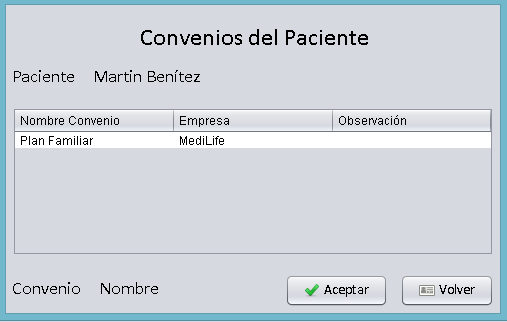 Convenios del Paciente
Paciente Martin Benítez
Nombre Convenio Empresa Observación
Plan Familiar MediLife
Convenio Nombre Aceptar Volver